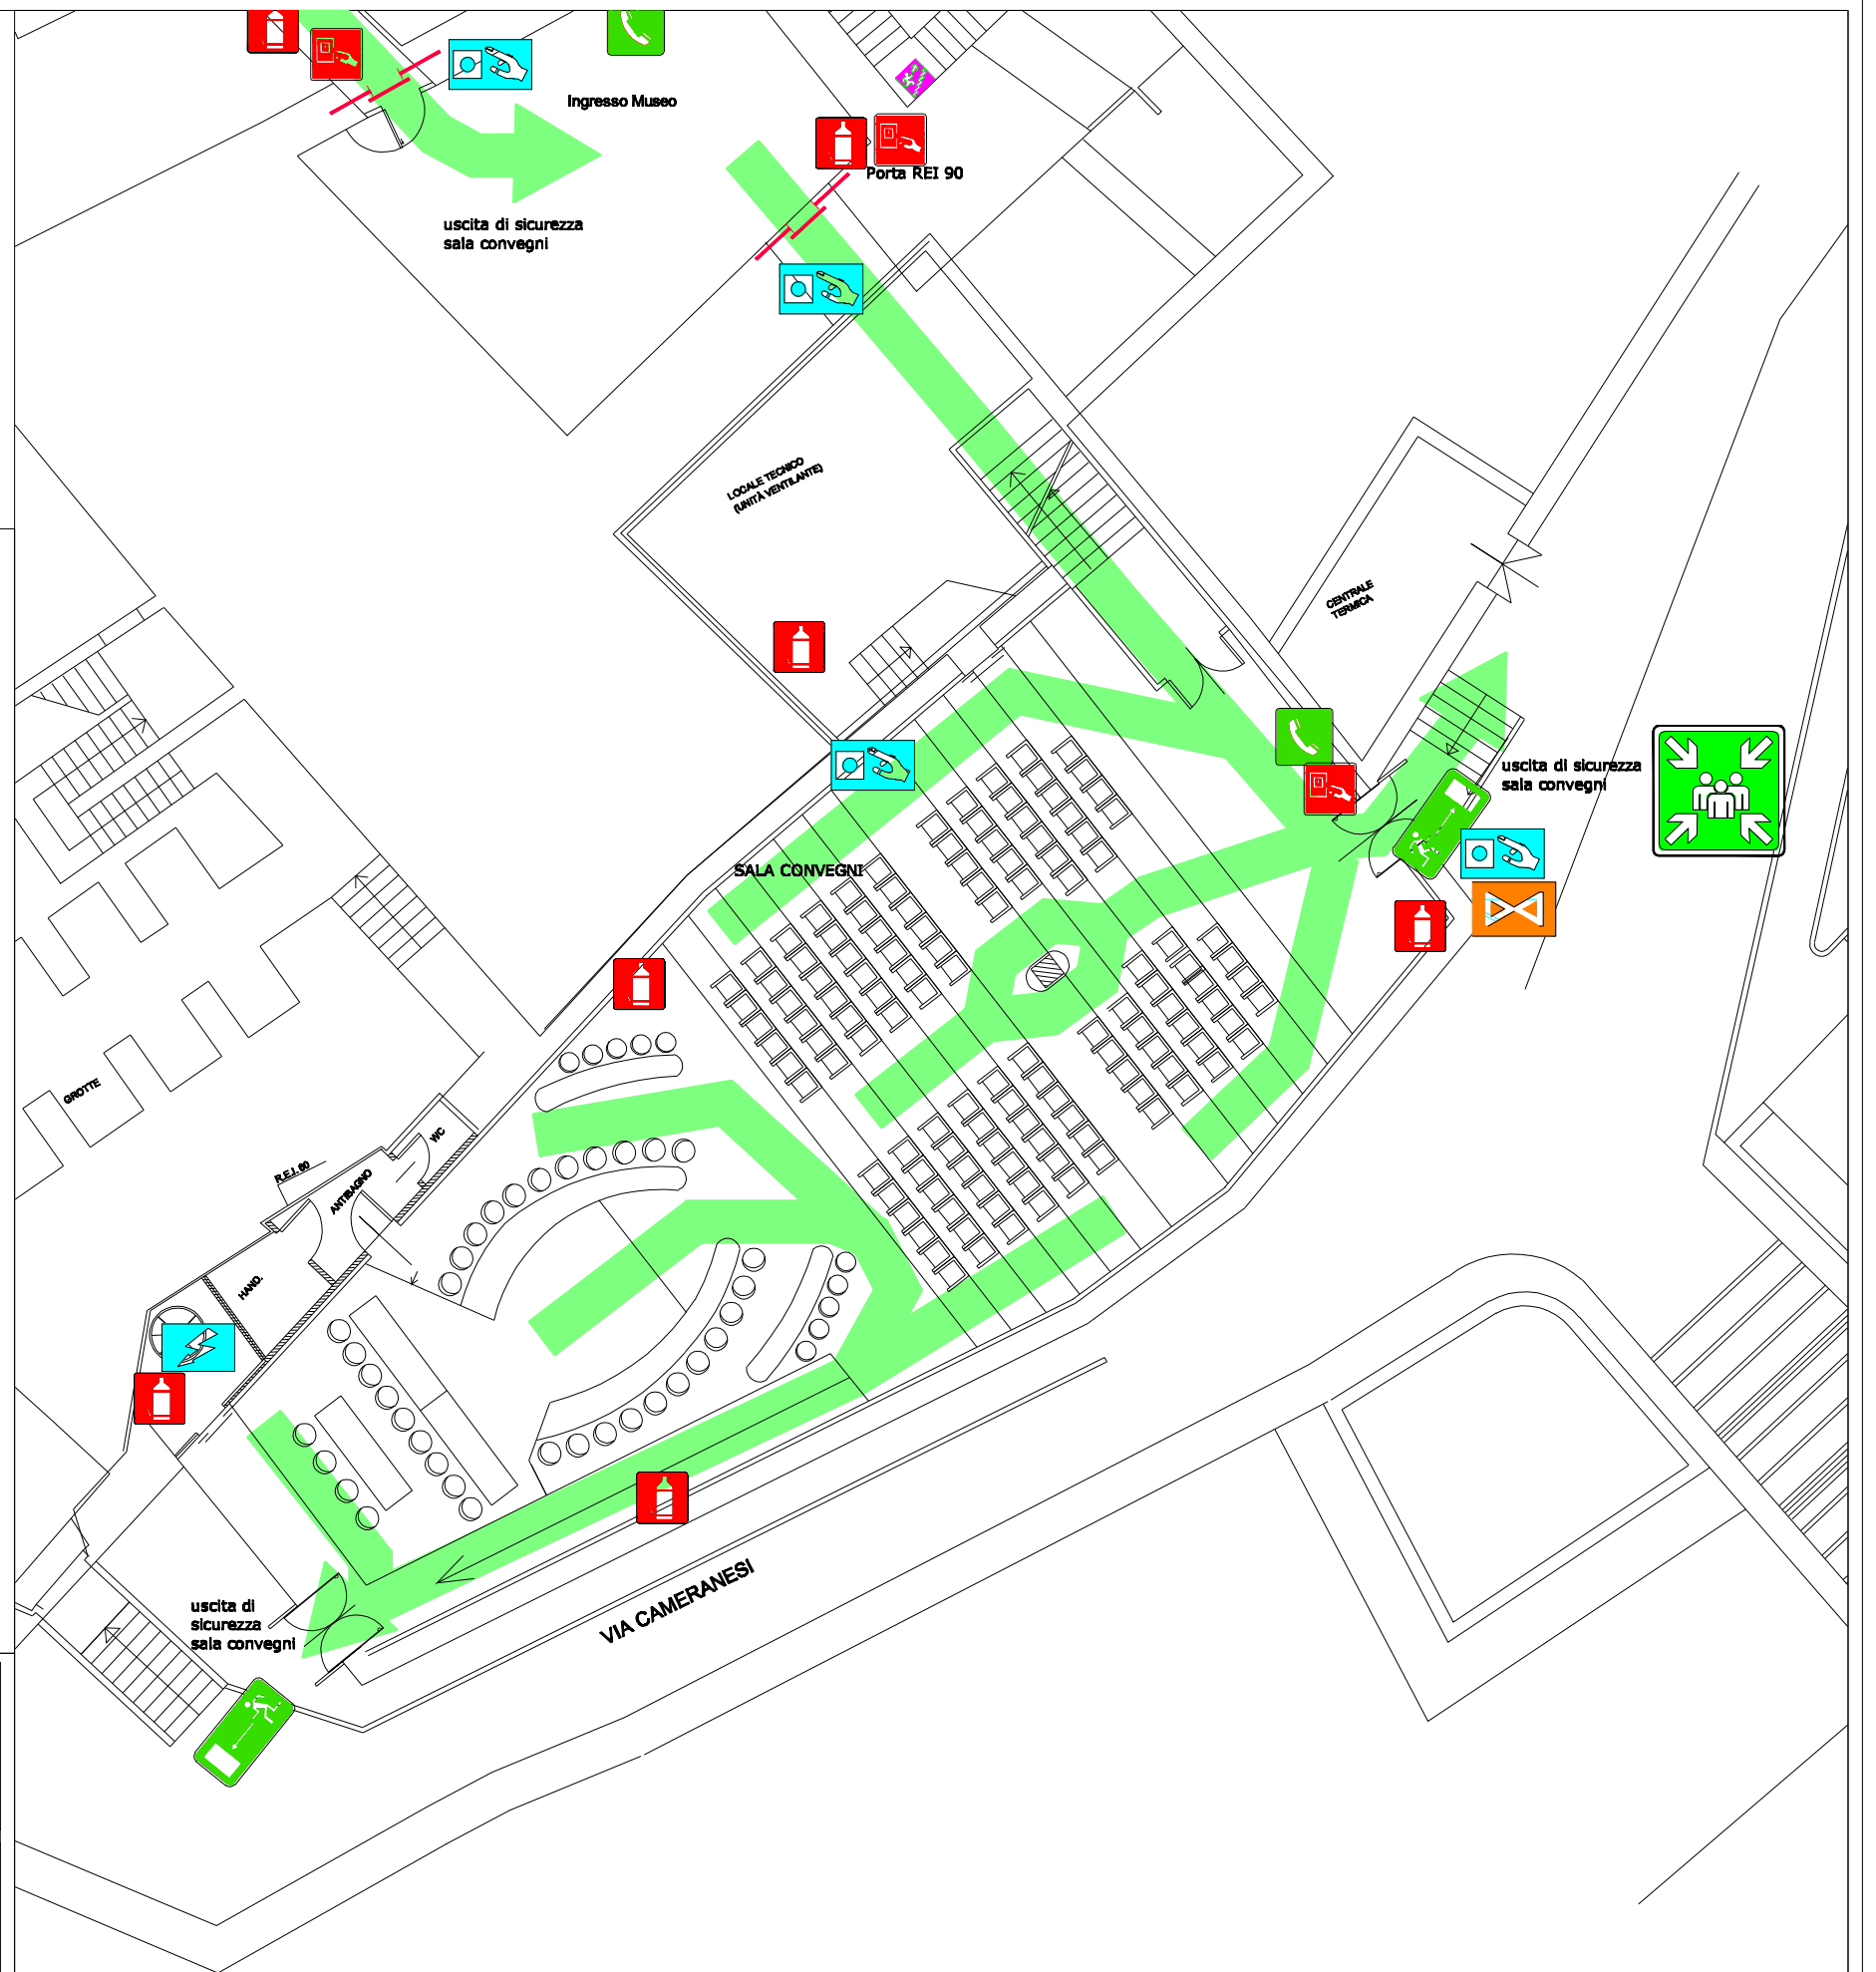 Ingresso Museo
Porta REI 90
uscita di sicurezza
sala convegni
LOCALE TECNICO
(UNITÀ VENTILANTE)
CENTRALE
TERMICA
uscita di sicurezza
sala convegni
SALA CONVEGNI
GROTTE
WC
R.E.I. 60
ANTIBAGNO
HAND.
VIA CAMERANESI
uscita di
sicurezza
sala convegni